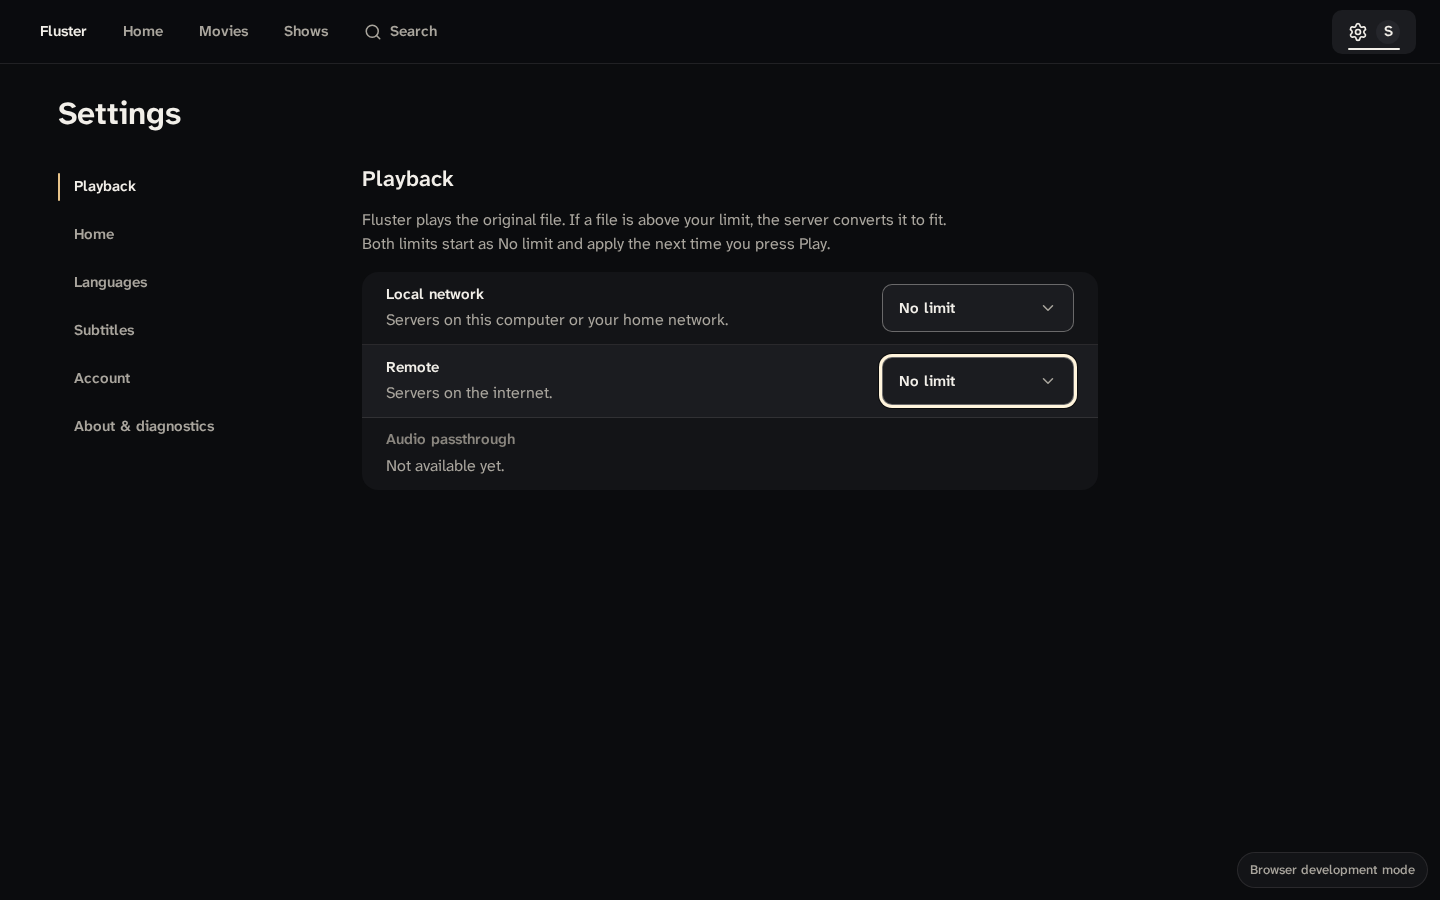 Fluster
Home
Movies
Shows
Search
S
Settings
Playback
Home
Languages
Subtitles
Account
About & diagnostics
Playback
Fluster plays the original file. If a file is above your limit, the server converts it to fit.
Both limits start as No limit and apply the next time you press Play.
Local network
Servers on this computer or your home network.
No limit
Remote
Servers on the internet.
No limit
Audio passthrough
Not available yet.
Browser development mode